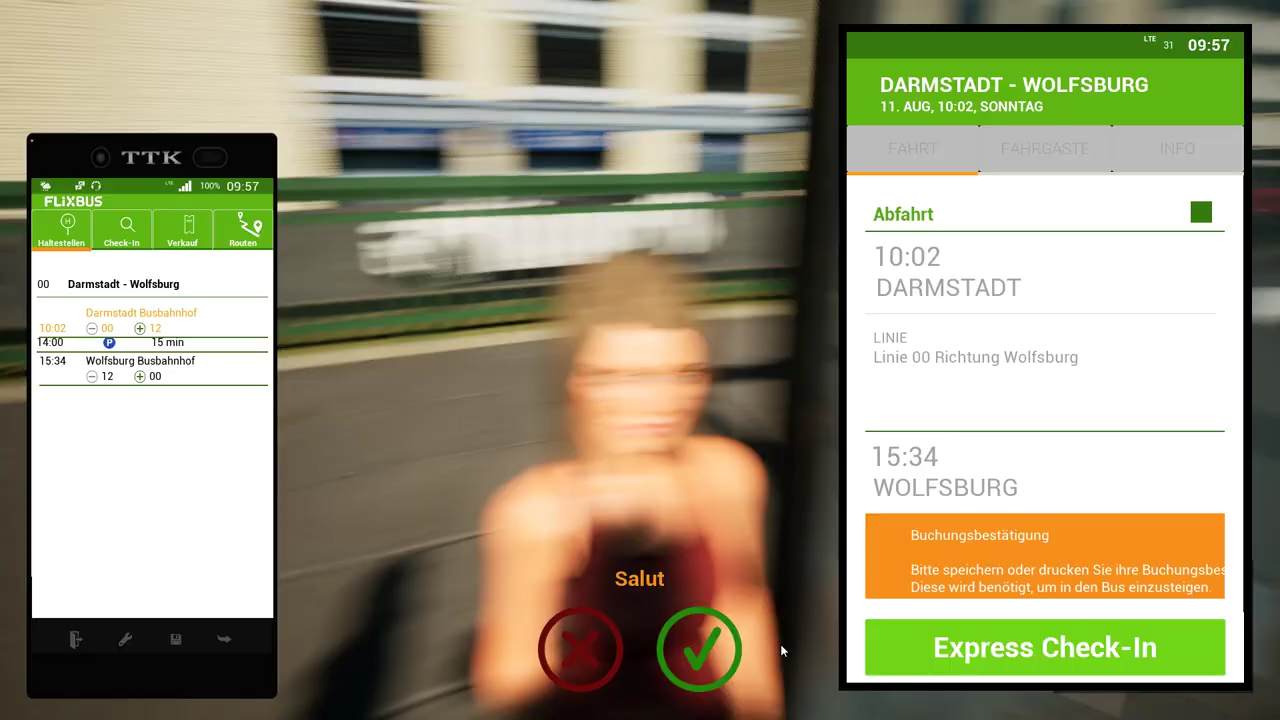 TTK
LTE 100% 09:57
FLiXBUS
H
Haltestellen Check-In Verkauf Routen
00 Darmstadt - Wolfsburg
Darmstadt Busbahnhof
10:02 00 12
14:00 P 15 min
15:34 Wolfsburg Busbahnhof
12 00
Salut
LTE 31 09:57
DARMSTADT - WOLFSBURG
11. AUG, 10:02, SONNTAG
FAHRT FAHRGÄSTE INFO
Abfahrt
10:02
DARMSTADT
LINIE
Linie 00 Richtung Wolfsburg
15:34
WOLFSBURG
Buchungsbestätigung
Bitte speichern oder drucken Sie ihre Buchungsbes
Diese wird benötigt, um in den Bus einzusteigen.
Express Check-In